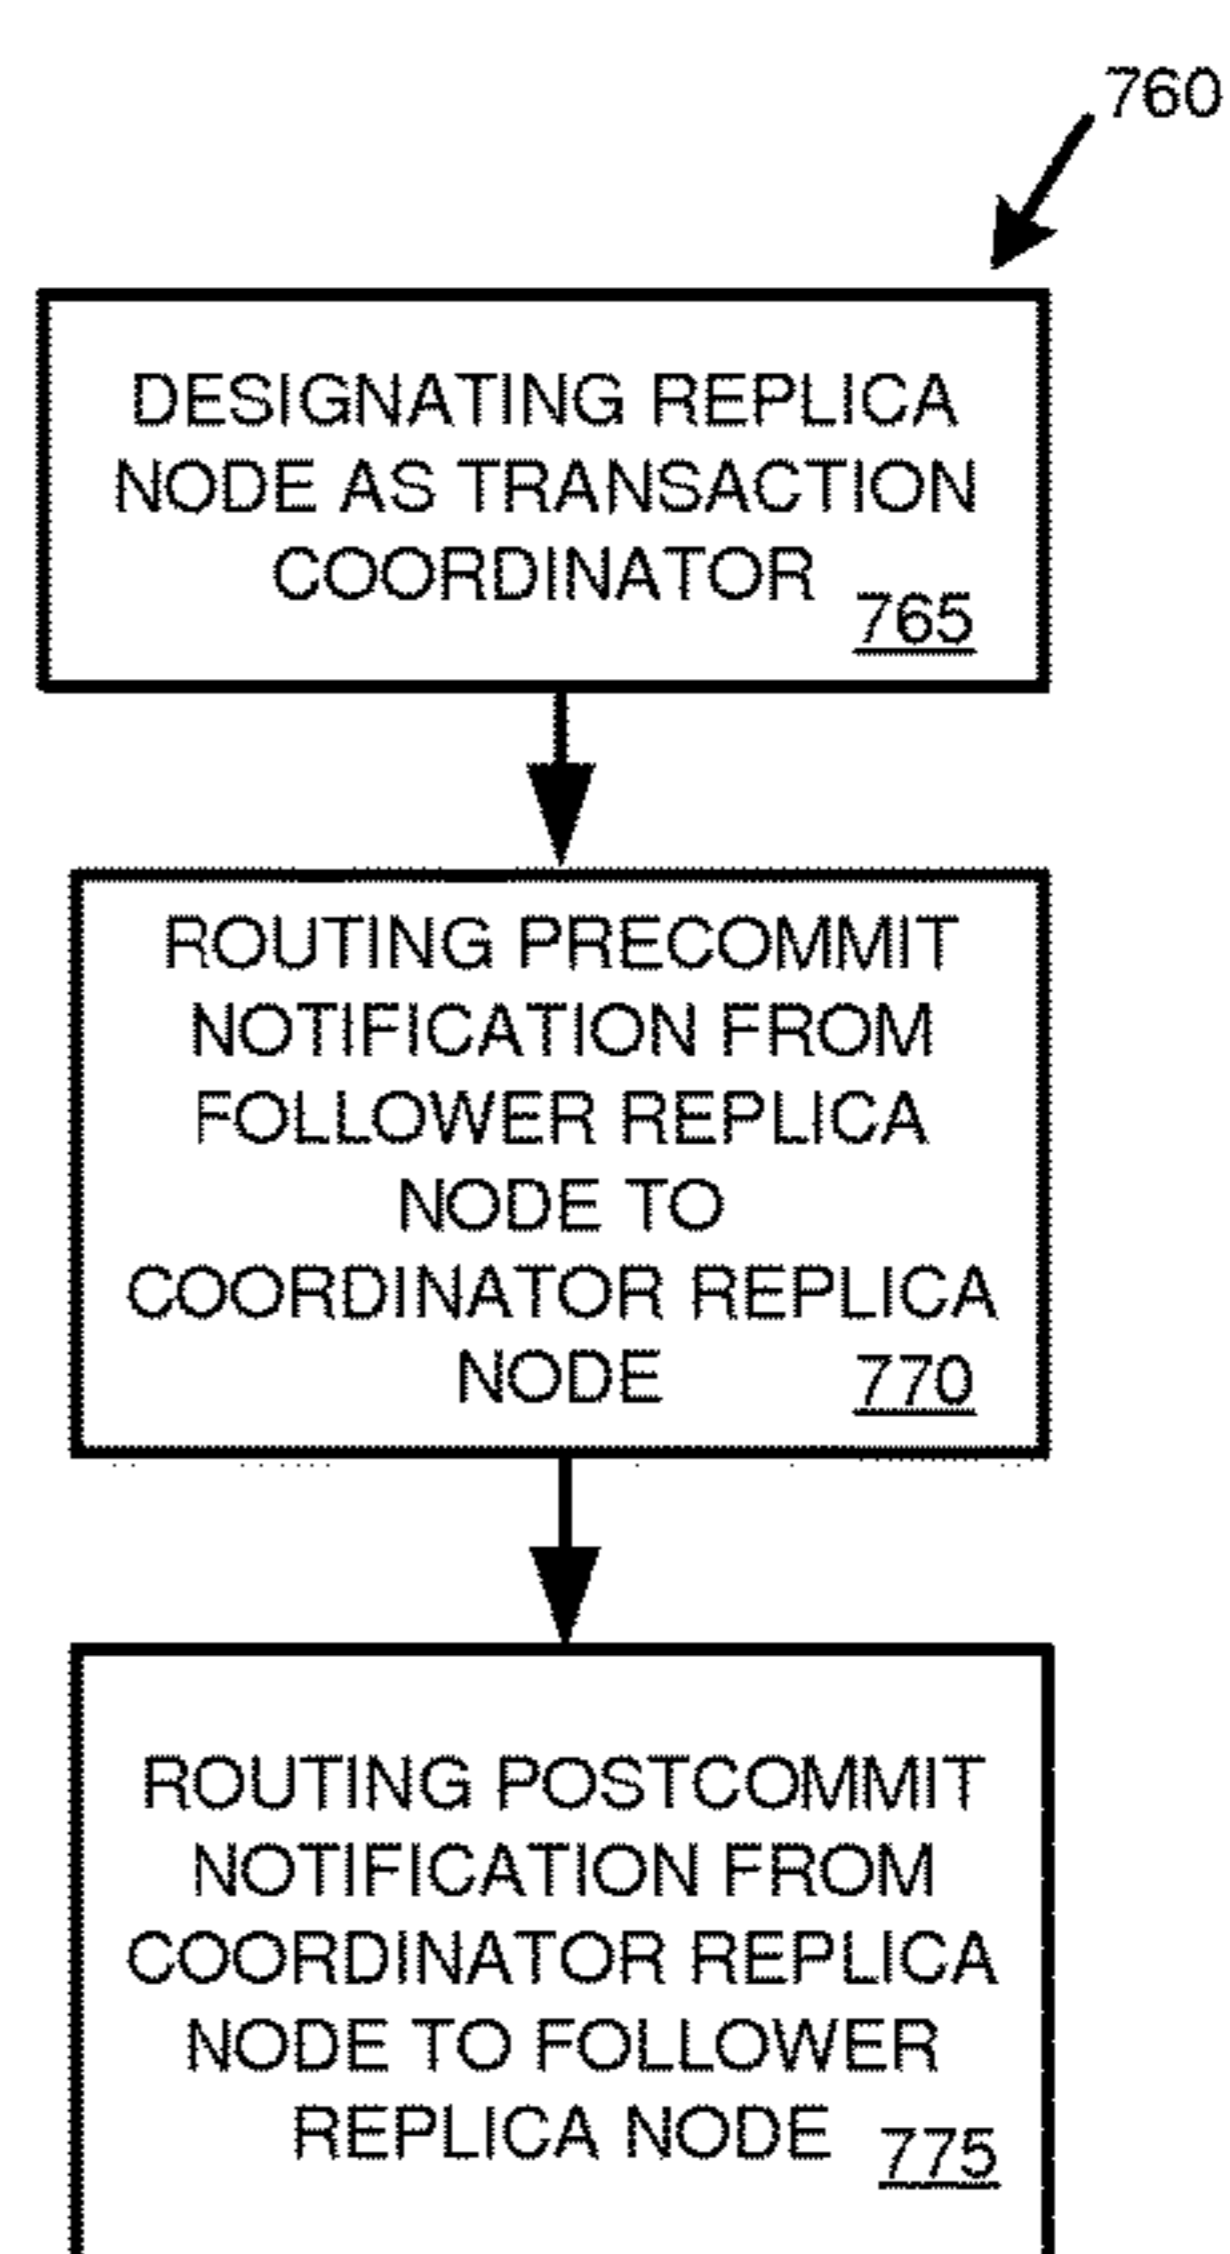 760
DESIGNATING REPLICA
NODE AS TRANSACTION
COORDINATOR
765
ROUTING PRECOMMIT
NOTIFICATION FROM
FOLLOWER REPLICA
NODE TO
COORDINATOR REPLICA
NODE 770
ROUTING POSTCOMMIT
NOTIFICATION FROM
COORDINATOR REPLICA
NODE TO FOLLOWER
REPLICA NODE 775